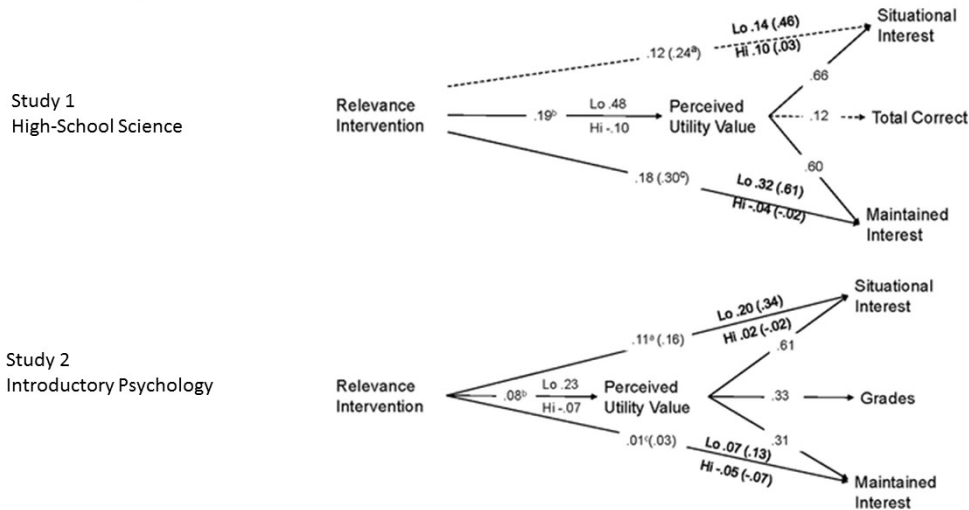 Study 1
High-School Science
Relevance
Intervention
.12 (.24ᵃ)
Lo .14 (.46)
Hi .10 (.03)
Situational
Interest
.19ᵇ
Lo .48
Hi -.10
Perceived
Utility Value
.66
.12
Total Correct
.60
.18 (.30ᶜ)
Lo .32 (.61)
Hi -.04 (-.02)
Maintained
Interest
Study 2
Introductory Psychology
Relevance
Intervention
.11ᵃ (.16)
Lo .20 (.34)
Hi .02 (-.02)
Situational
Interest
.08ᵇ
Lo .23
Hi -.07
Perceived
Utility Value
.61
.33
Grades
.31
.01ᶜ(.03)
Lo .07 (.13)
Hi -.05 (-.07)
Maintained
Interest